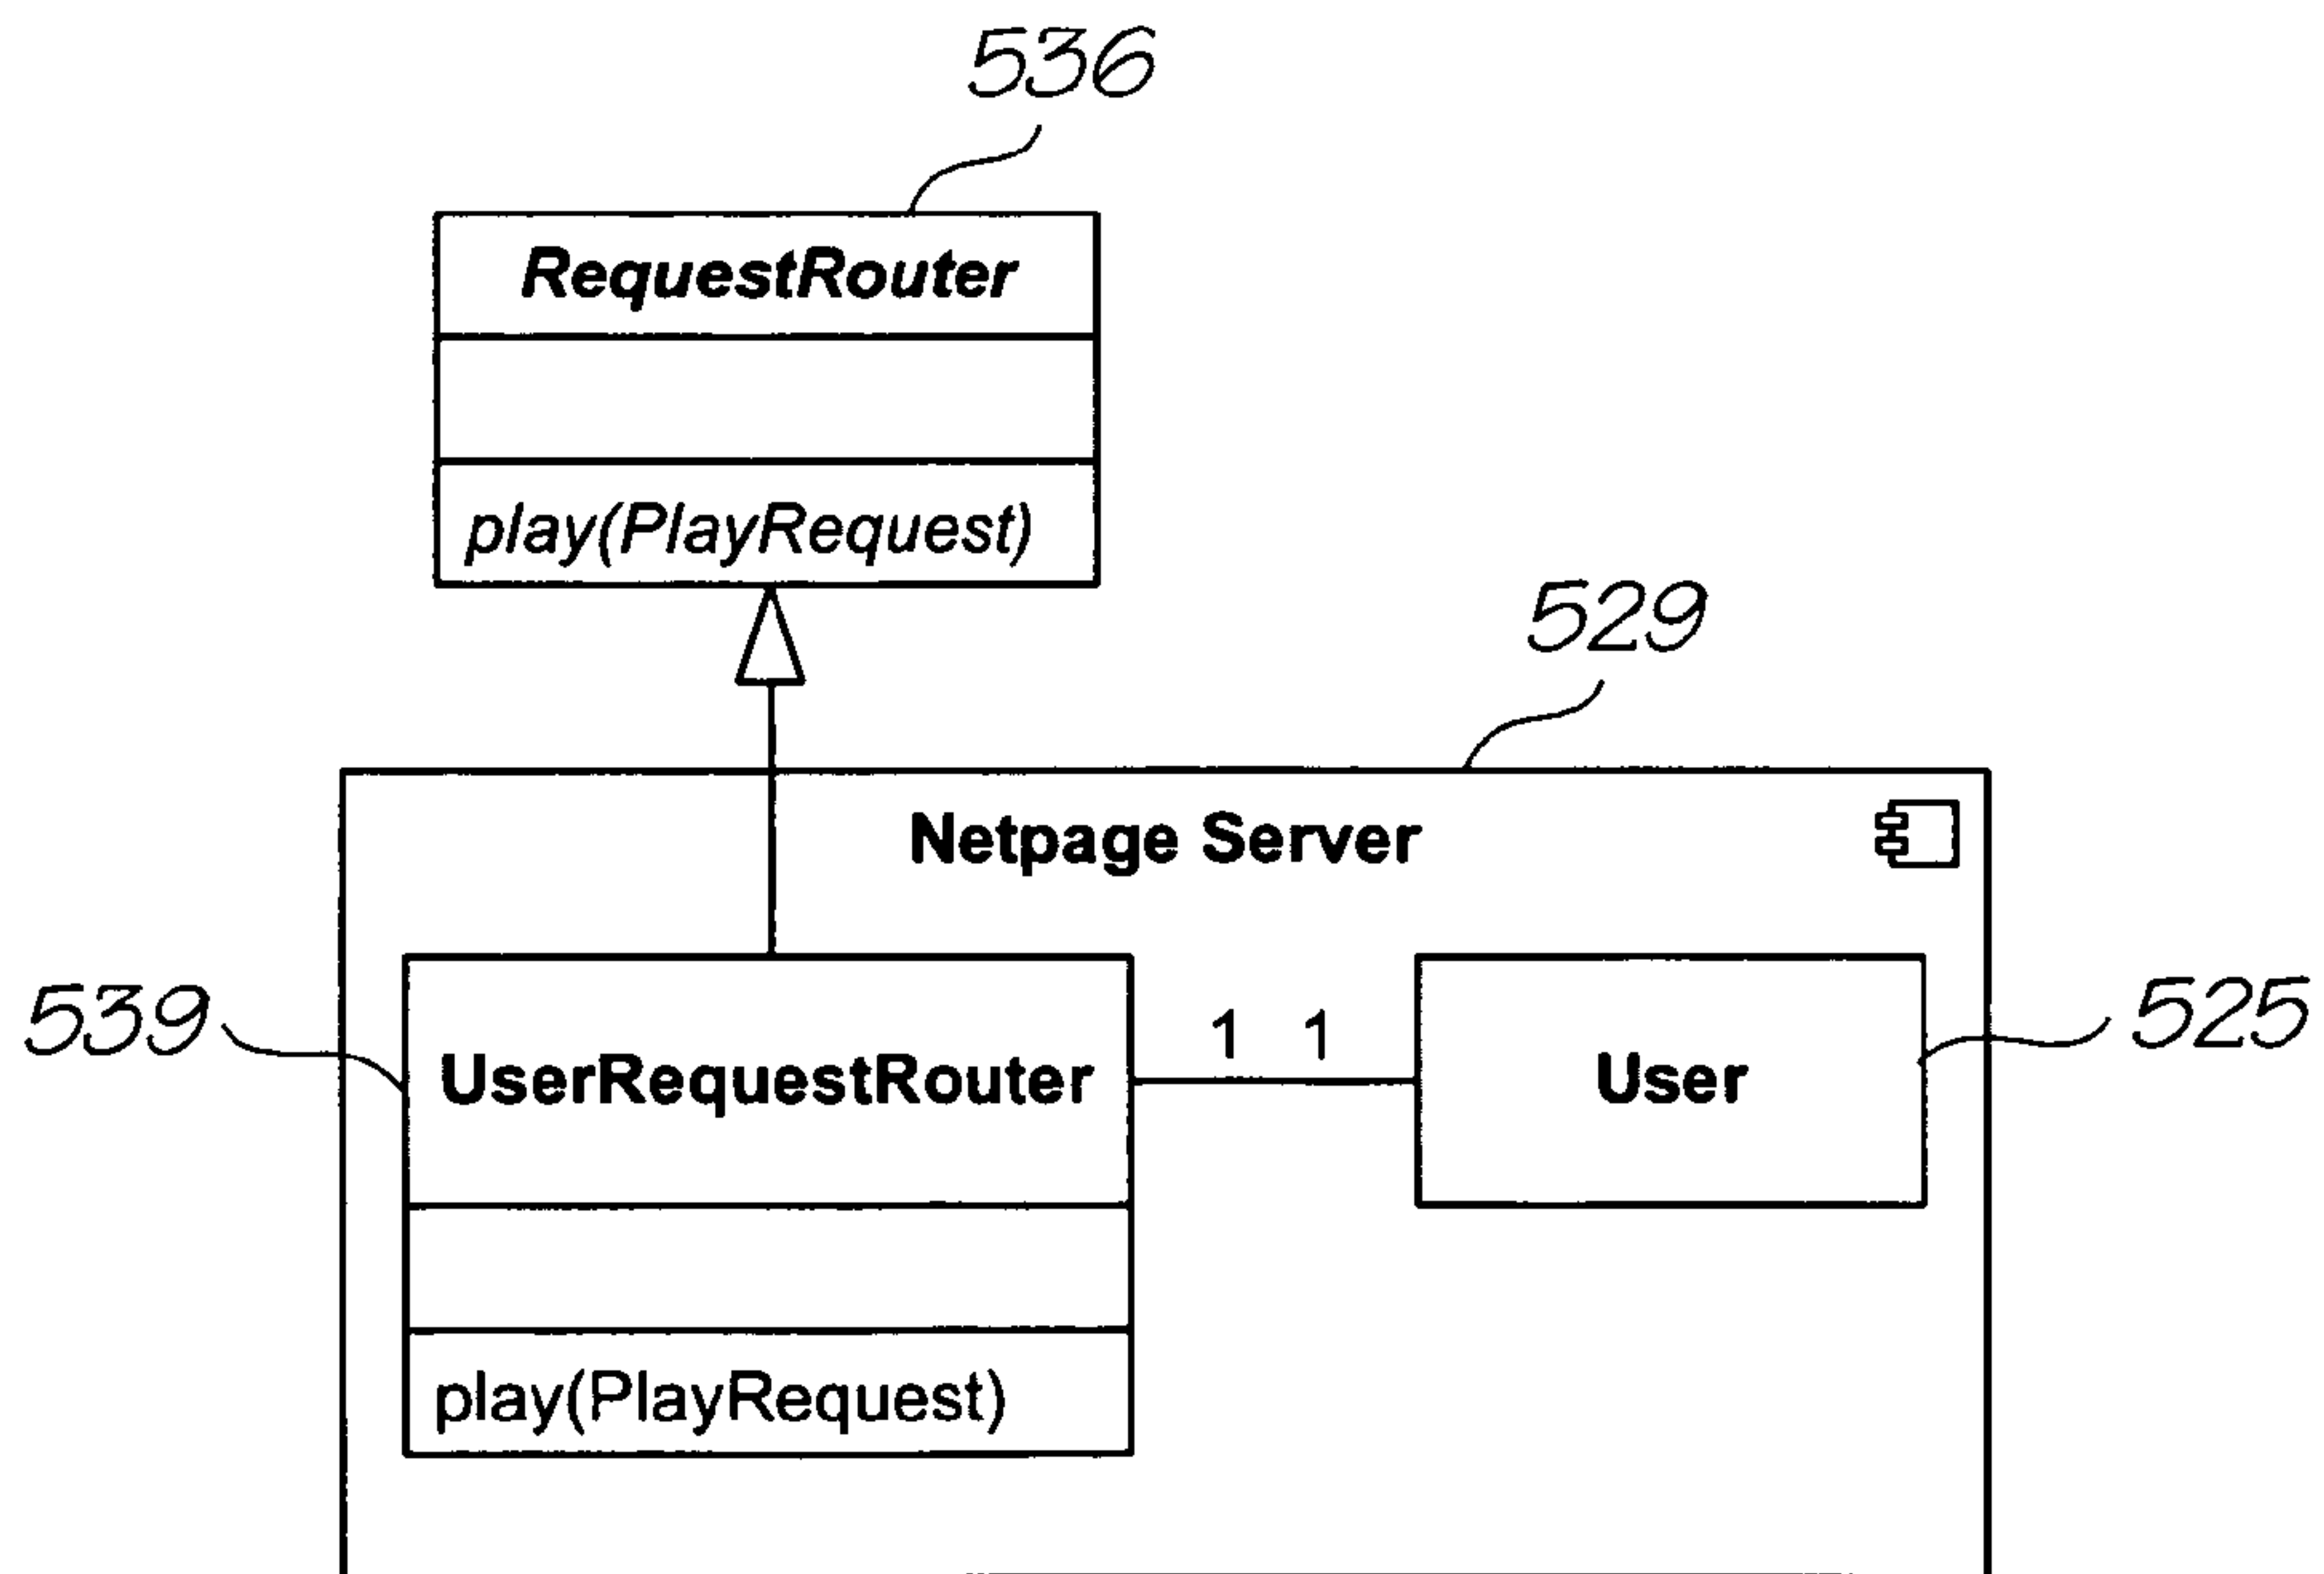 536
RequestRouter
play(PlayRequest)
529
Netpage Server
539
1 1
525
UserRequestRouter
User
play(PlayRequest)